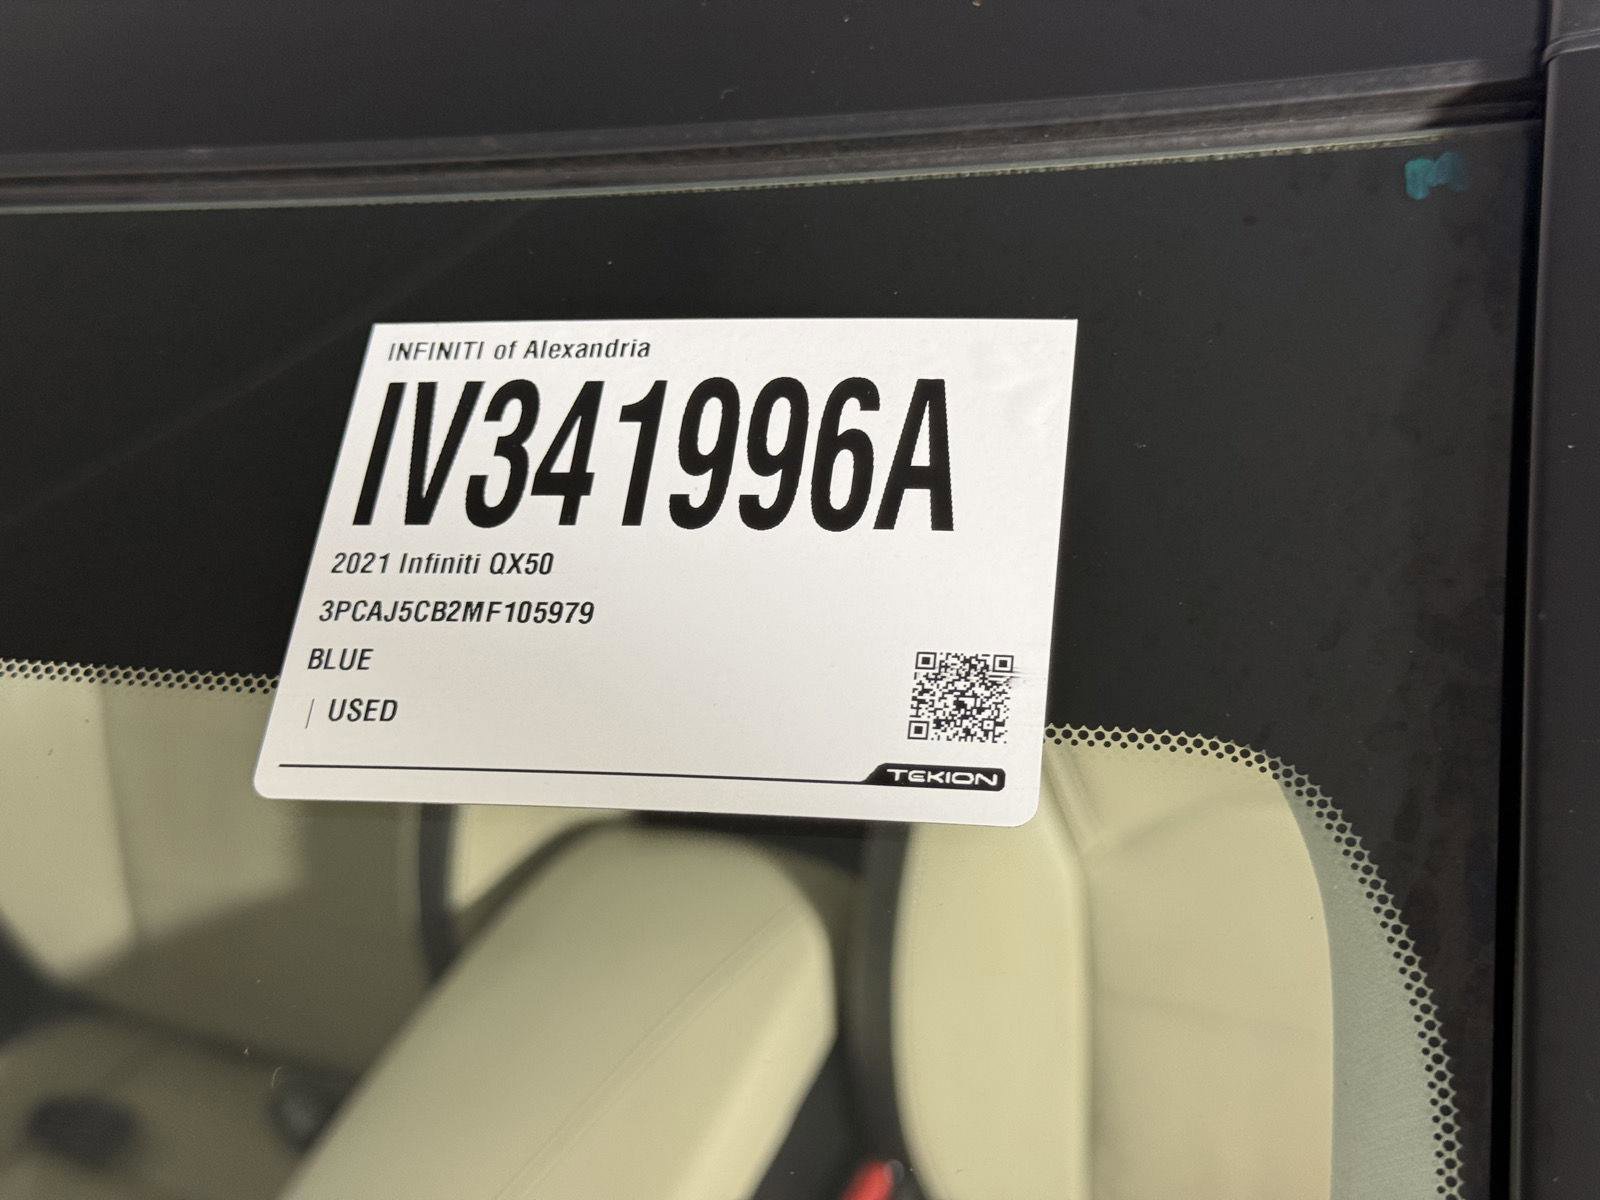 INFINITI of Alexandria
IV341996A
2021 Infiniti QX50
3PCAJ5CB2MF105979
BLUE
| USED
TEKION